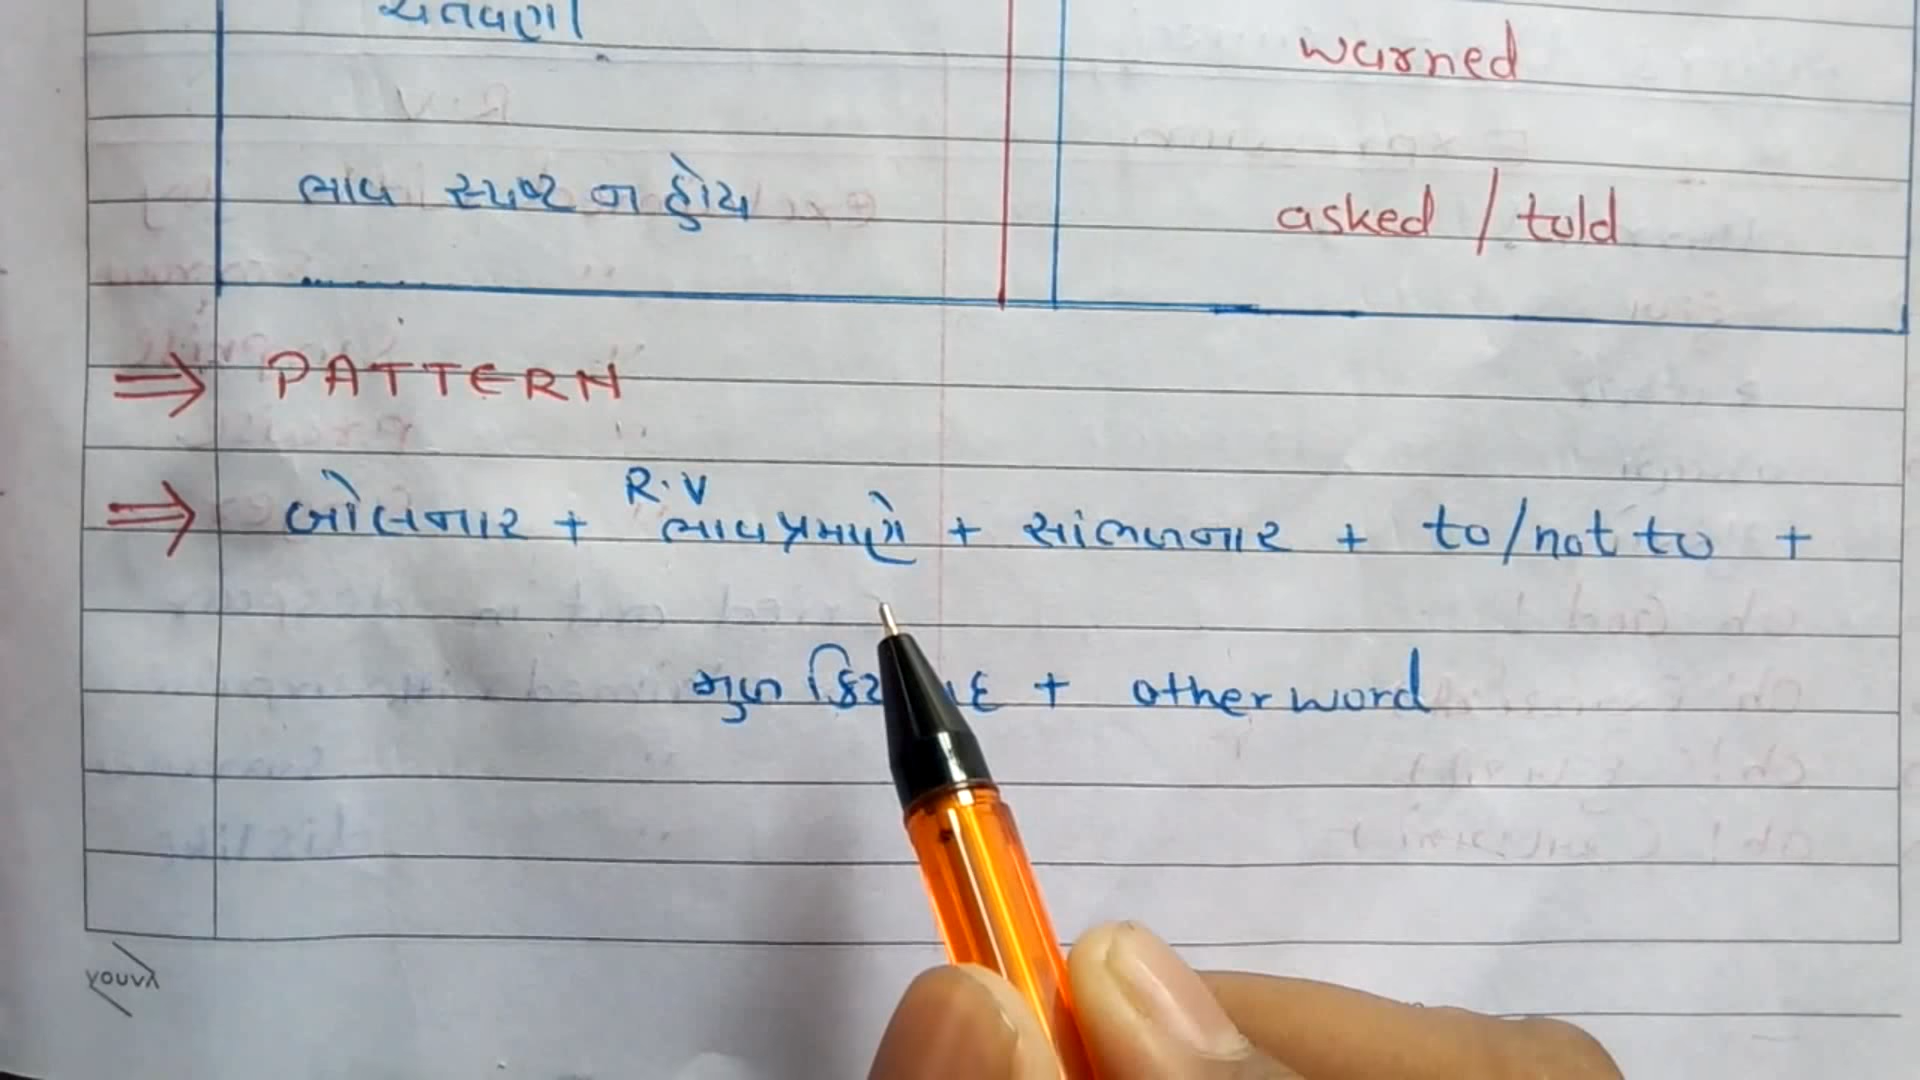 ચેતવણી
warned
ભાવ સ્પષ્ટ ન હોય
asked / told
⇒ PATTERN
R.V
⇒ બોલનાર + ભાવપ્રમાણે + સાંભળનાર + to/not to +
મુળ + other word
YOUVA